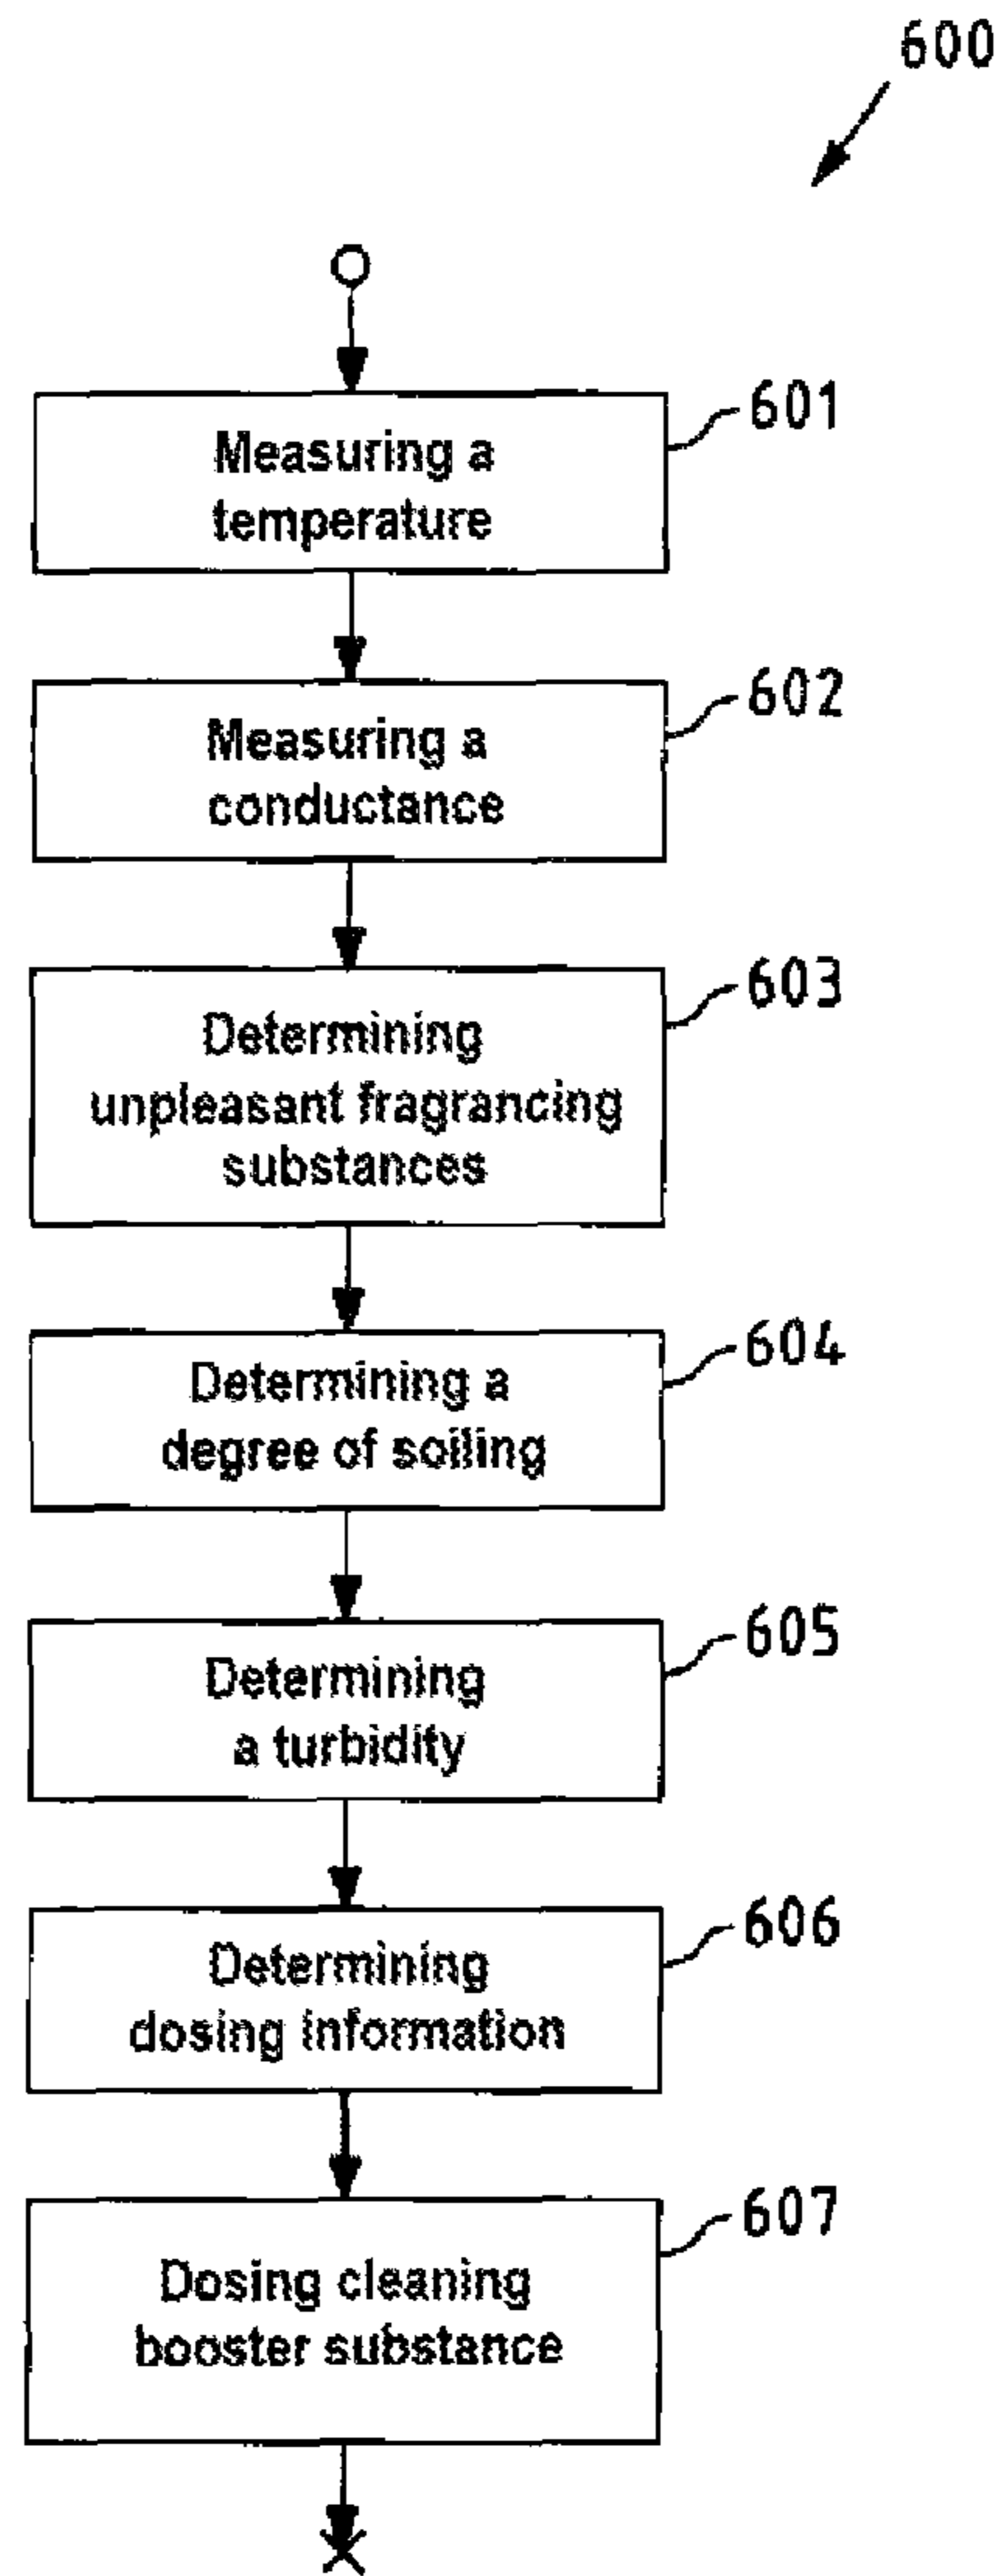 600
601
Measuring a
temperature
602
Measuring a
conductance
603
Determining
unpleasant fragrancing
substances
604
Determining a
degree of soiling
605
Determining
a turbidity
606
Determining
dosing information
607
Dosing cleaning
booster substance